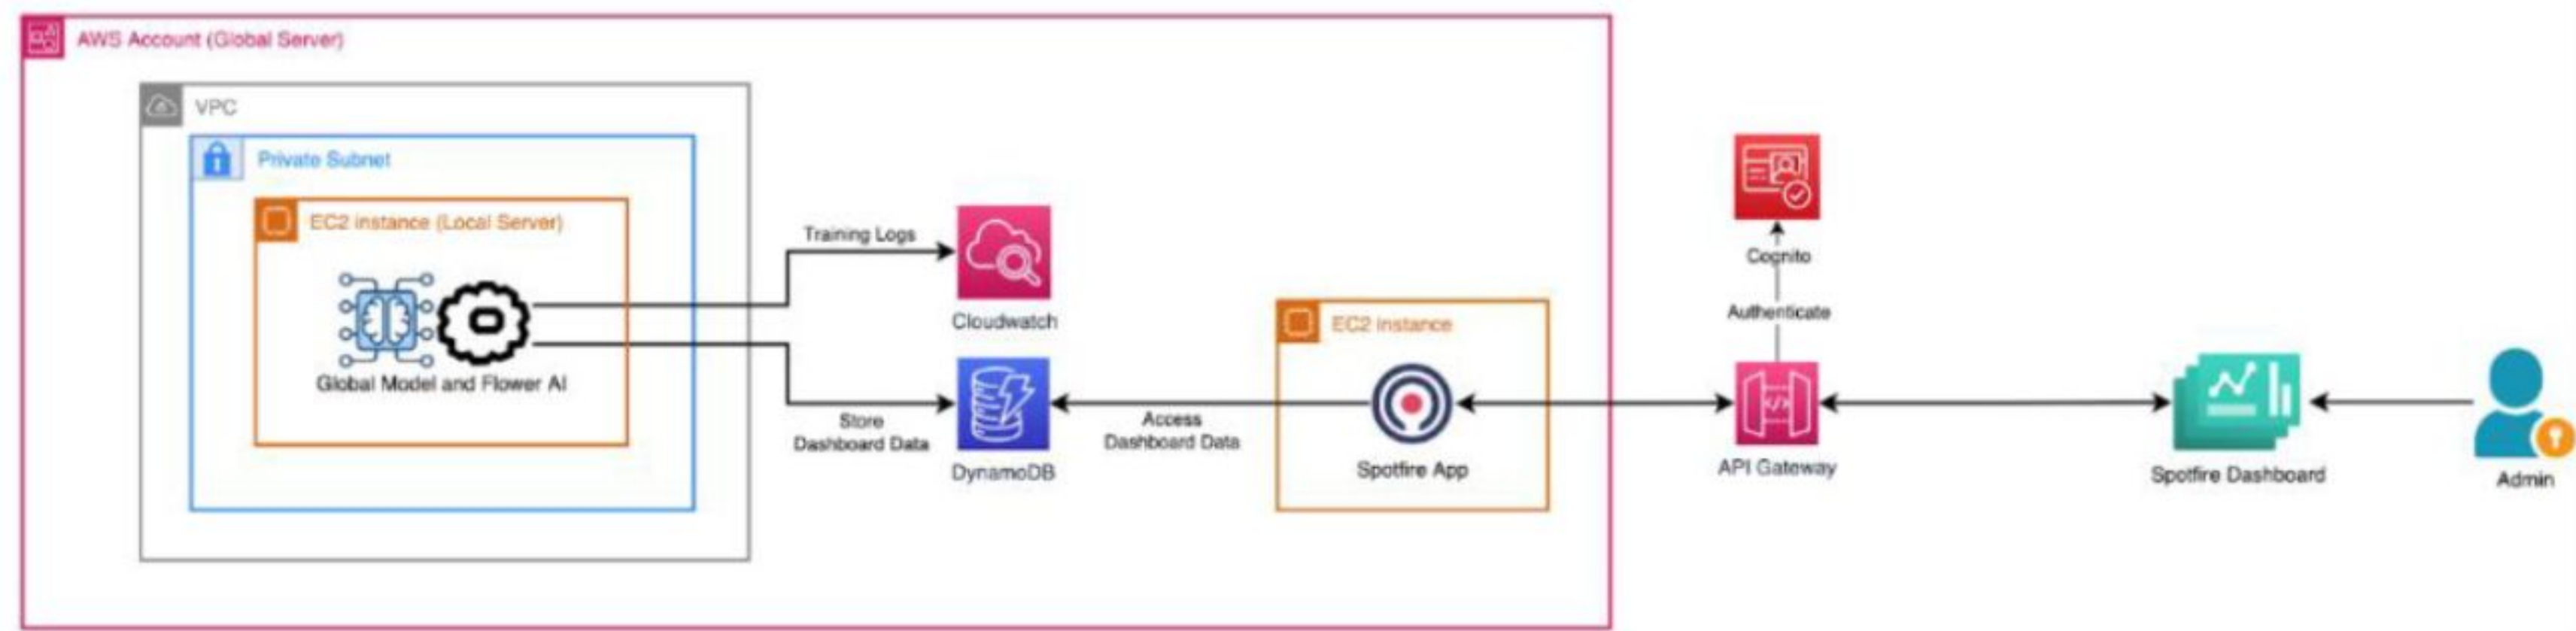 AWS Account (Global Server)
VPC
Private Subnet
EC2 instance (Local Server)
Global Model and Flower AI
Training Logs
Cloudwatch
Store
Dashboard Data
DynamoDB
Access
Dashboard Data
EC2 Instance
Spotfire App
Cognito
Authenticate
API Gateway
Spotfire Dashboard
Admin